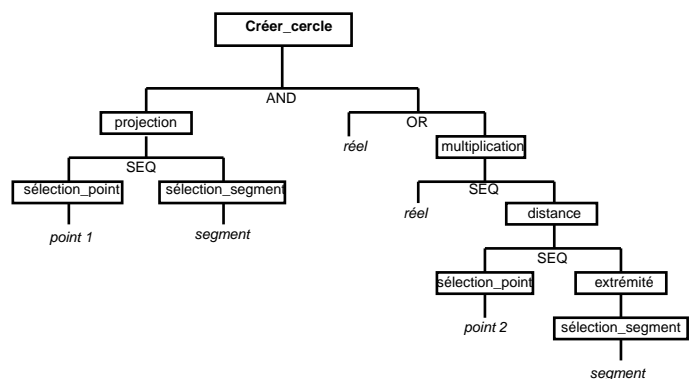 Créer_cercle
AND
projection
réel
OR
multiplication
SEQ
sélection_point
sélection_segment
réel
SEQ
distance
point 1
segment
SEQ
sélection_point
extrémité
point 2
sélection_segment
segment